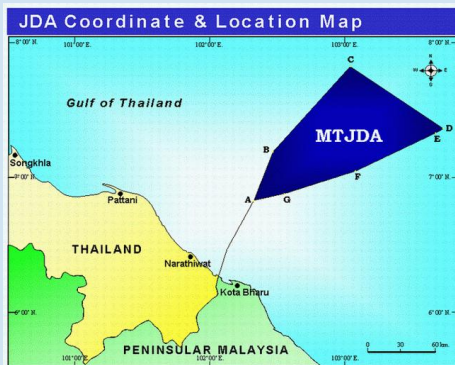 JDA Coordinate & Location Map
8°00' N.
101°00' E.
102°00' E.
103°00' E.
8°00' N.
N
W E
S
C
Gulf of Thailand
MTJDA
D
E
B
Songkhla
F
7°00' N.
7°00' N.
Pattani
A
G
THAILAND
Narathiwat
Kota Bharu
6°00' N.
6°00' N.
0 30 60 km.
PENINSULAR MALAYSIA
101°00' E.
102°00' E.
103°00' E.